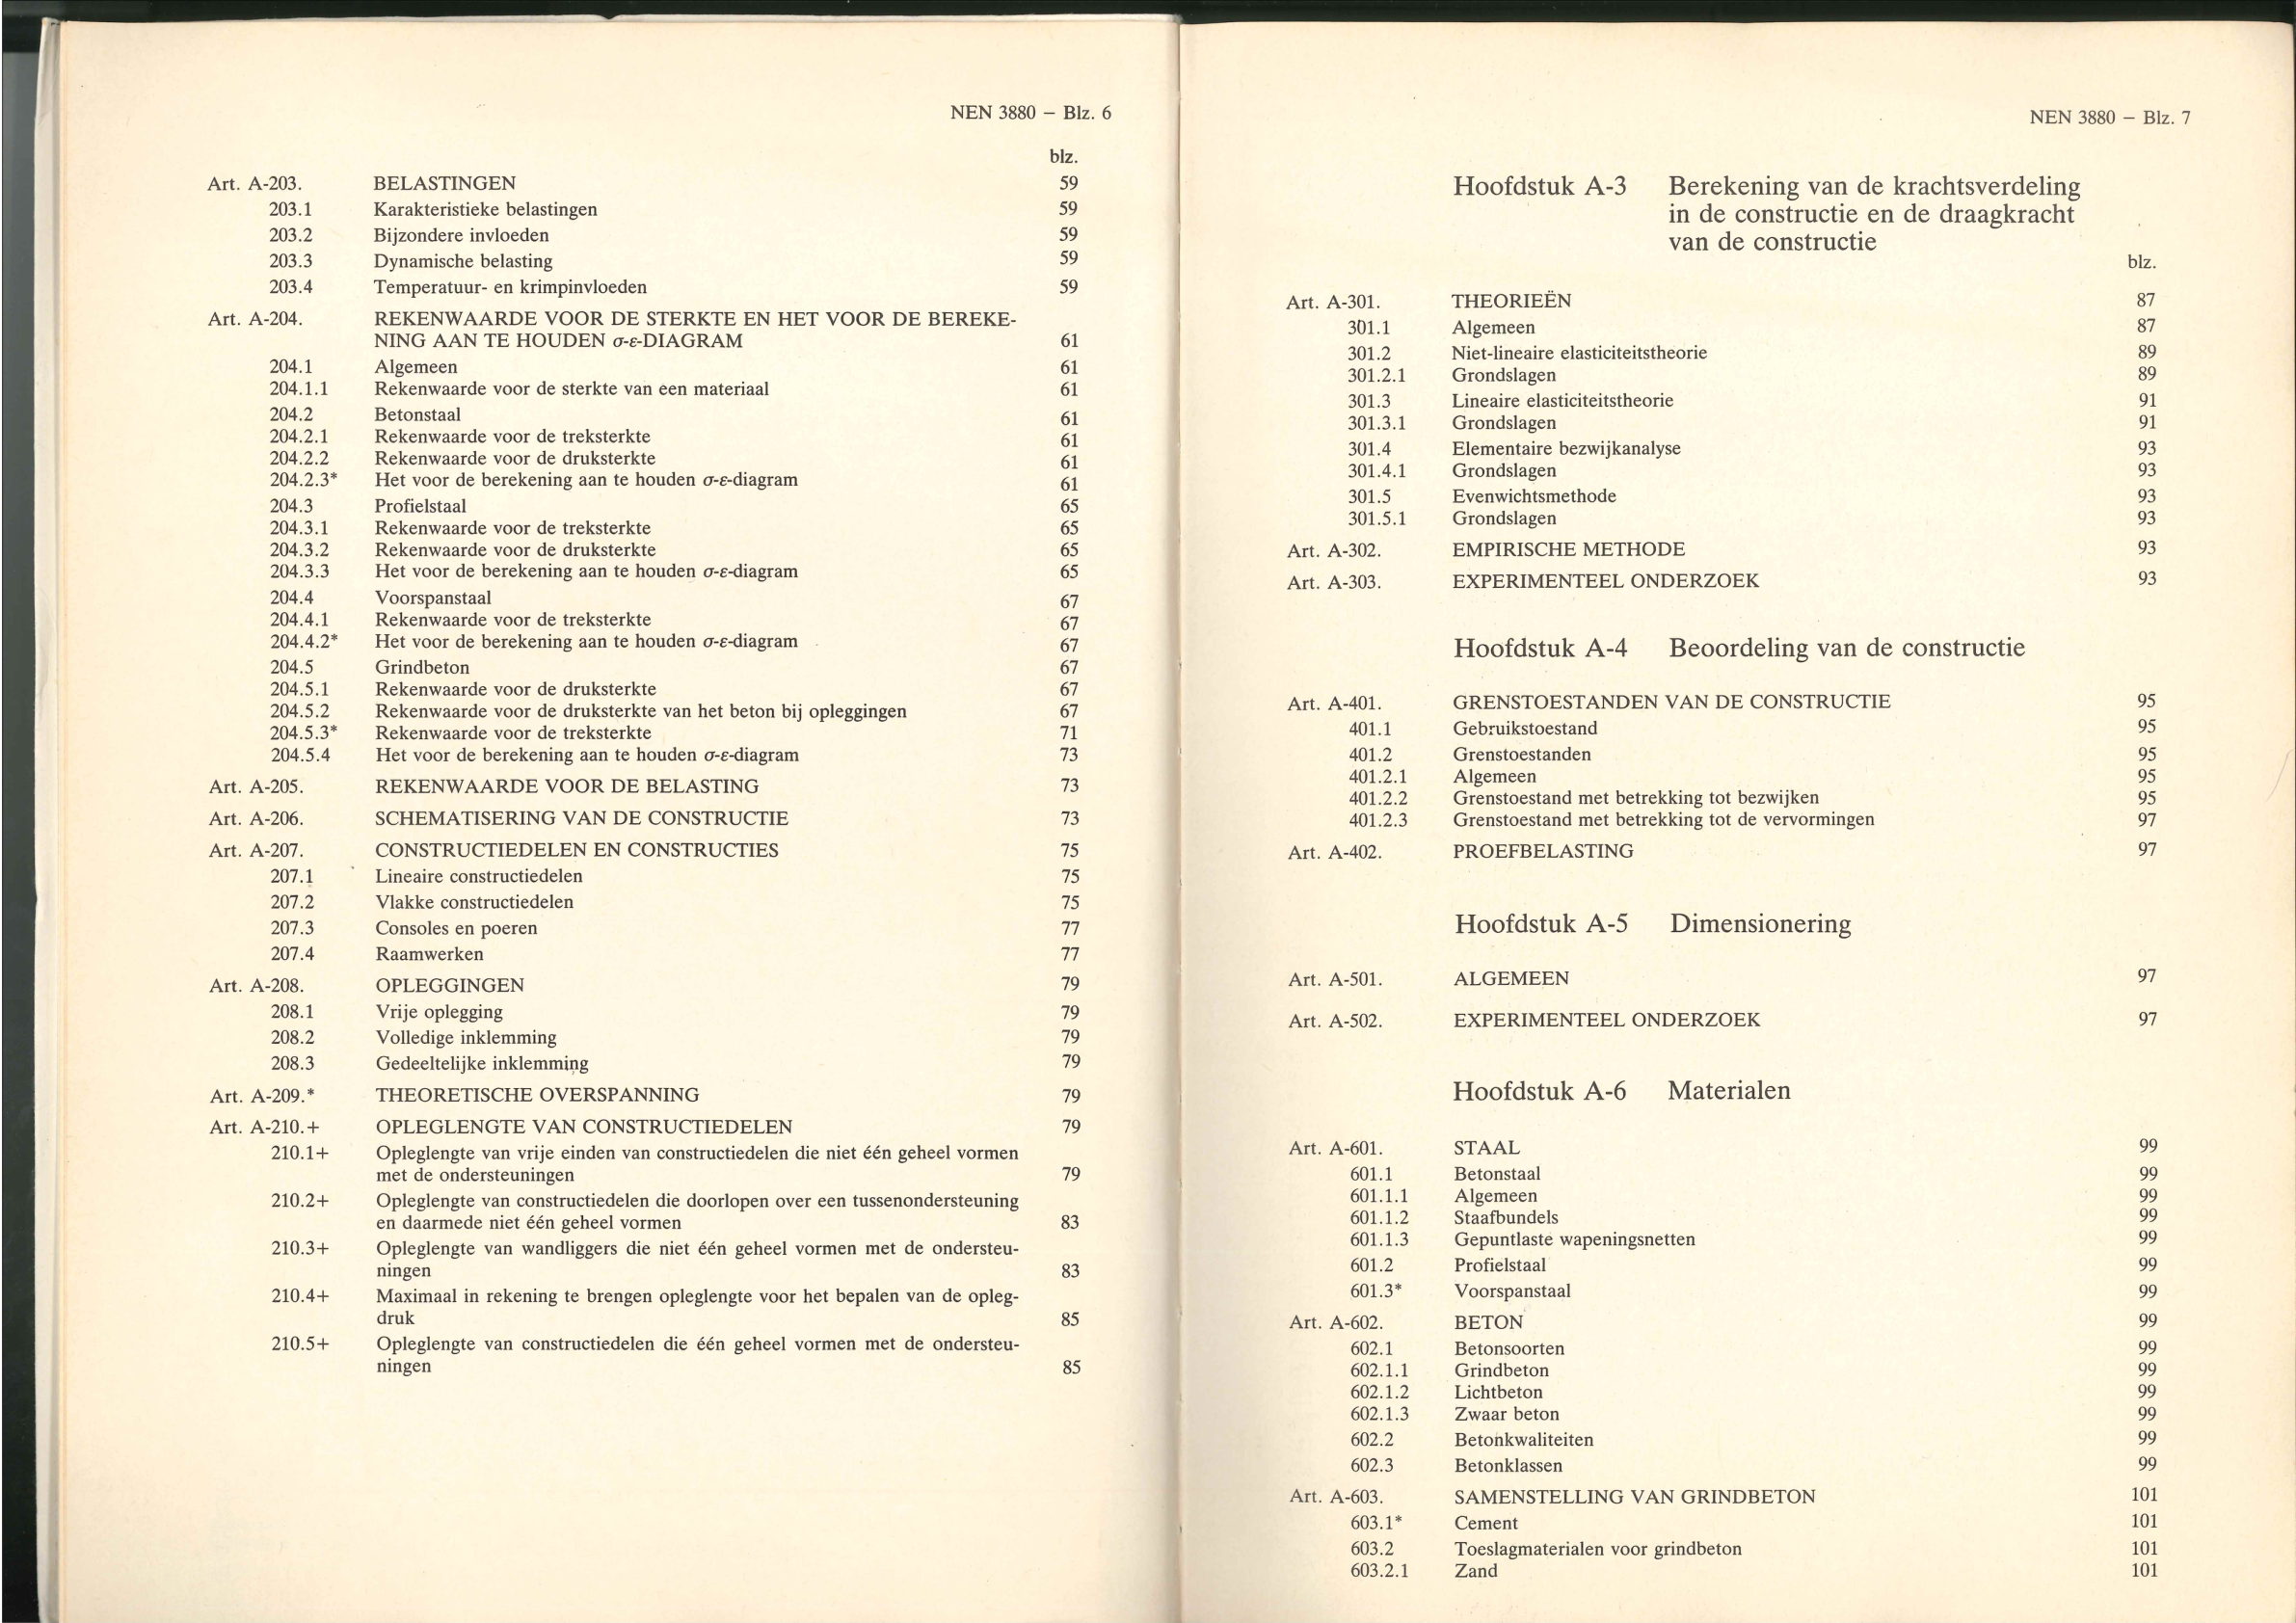 NEN 3880 – Blz. 6
blz.
Art. A-203. BELASTINGEN 59
203.1 Karakteristieke belastingen 59
203.2 Bijzondere invloeden 59
203.3 Dynamische belasting 59
203.4 Temperatuur- en krimpinvloeden 59
Art. A-204. REKENWAARDE VOOR DE STERKTE EN HET VOOR DE BEREKE-
NING AAN TE HOUDEN σ-ε-DIAGRAM 61
204.1 Algemeen 61
204.1.1 Rekenwaarde voor de sterkte van een materiaal 61
204.2 Betonstaal 61
204.2.1 Rekenwaarde voor de treksterkte 61
204.2.2 Rekenwaarde voor de druksterkte 61
204.2.3* Het voor de berekening aan te houden σ-ε-diagram 61
204.3 Profielstaal 65
204.3.1 Rekenwaarde voor de treksterkte 65
204.3.2 Rekenwaarde voor de druksterkte 65
204.3.3 Het voor de berekening aan te houden σ-ε-diagram 65
204.4 Voorspanstaal 67
204.4.1 Rekenwaarde voor de treksterkte 67
204.4.2* Het voor de berekening aan te houden σ-ε-diagram 67
204.5 Grindbeton 67
204.5.1 Rekenwaarde voor de druksterkte 67
204.5.2 Rekenwaarde voor de druksterkte van het beton bij opleggingen 67
204.5.3* Rekenwaarde voor de treksterkte 71
204.5.4 Het voor de berekening aan te houden σ-ε-diagram 73
Art. A-205. REKENWAARDE VOOR DE BELASTING 73
Art. A-206. SCHEMATISERING VAN DE CONSTRUCTIE 73
Art. A-207. CONSTRUCTIEDELEN EN CONSTRUCTIES 75
207.1 Lineaire constructiedelen 75
207.2 Vlakke constructiedelen 75
207.3 Consoles en poeren 77
207.4 Raamwerken 77
Art. A-208. OPLEGGINGEN 79
208.1 Vrije oplegging 79
208.2 Volledige inklemming 79
208.3 Gedeeltelijke inklemming 79
Art. A-209.* THEORETISCHE OVERSPANNING 79
Art. A-210.+ OPLEGLENGTE VAN CONSTRUCTIEDELEN 79
210.1+ Opleglengte van vrije einden van constructiedelen die niet één geheel vormen
met de ondersteuningen 79
210.2+ Opleglengte van constructiedelen die doorlopen over een tussenondersteuning
en daarmede niet één geheel vormen 83
210.3+ Opleglengte van wandliggers die niet één geheel vormen met de ondersteu-
ningen 83
210.4+ Maximaal in rekening te brengen opleglengte voor het bepalen van de opleg-
druk 85
210.5+ Opleglengte van constructiedelen die één geheel vormen met de ondersteu-
ningen 85
NEN 3880 – Blz. 7
Hoofdstuk A-3 Berekening van de krachtsverdeling
in de constructie en de draagkracht
van de constructie
blz.
Art. A-301. THEORIEËN 87
301.1 Algemeen 87
301.2 Niet-lineaire elasticiteitstheorie 89
301.2.1 Grondslagen 89
301.3 Lineaire elasticiteitstheorie 91
301.3.1 Grondslagen 91
301.4 Elementaire bezwijkanalyse 93
301.4.1 Grondslagen 93
301.5 Evenwichtsmethode 93
301.5.1 Grondslagen 93
Art. A-302. EMPIRISCHE METHODE 93
Art. A-303. EXPERIMENTEEL ONDERZOEK 93
Hoofdstuk A-4 Beoordeling van de constructie
Art. A-401. GRENSTOESTANDEN VAN DE CONSTRUCTIE 95
401.1 Gebruikstoestand 95
401.2 Grenstoestanden 95
401.2.1 Algemeen 95
401.2.2 Grenstoestand met betrekking tot bezwijken 95
401.2.3 Grenstoestand met betrekking tot de vervormingen 97
Art. A-402. PROEFBELASTING 97
Hoofdstuk A-5 Dimensionering
Art. A-501. ALGEMEEN 97
Art. A-502. EXPERIMENTEEL ONDERZOEK 97
Hoofdstuk A-6 Materialen
Art. A-601. STAAL 99
601.1 Betonstaal 99
601.1.1 Algemeen 99
601.1.2 Staafbundels 99
601.1.3 Gepuntlaste wapeningsnetten 99
601.2 Profielstaal 99
601.3* Voorspanstaal 99
Art. A-602. BETON 99
602.1 Betonsoorten 99
602.1.1 Grindbeton 99
602.1.2 Lichtbeton 99
602.1.3 Zwaar beton 99
602.2 Betonkwaliteiten 99
602.3 Betonklassen 99
Art. A-603. SAMENSTELLING VAN GRINDBETON 101
603.1* Cement 101
603.2 Toeslagmaterialen voor grindbeton 101
603.2.1 Zand 101